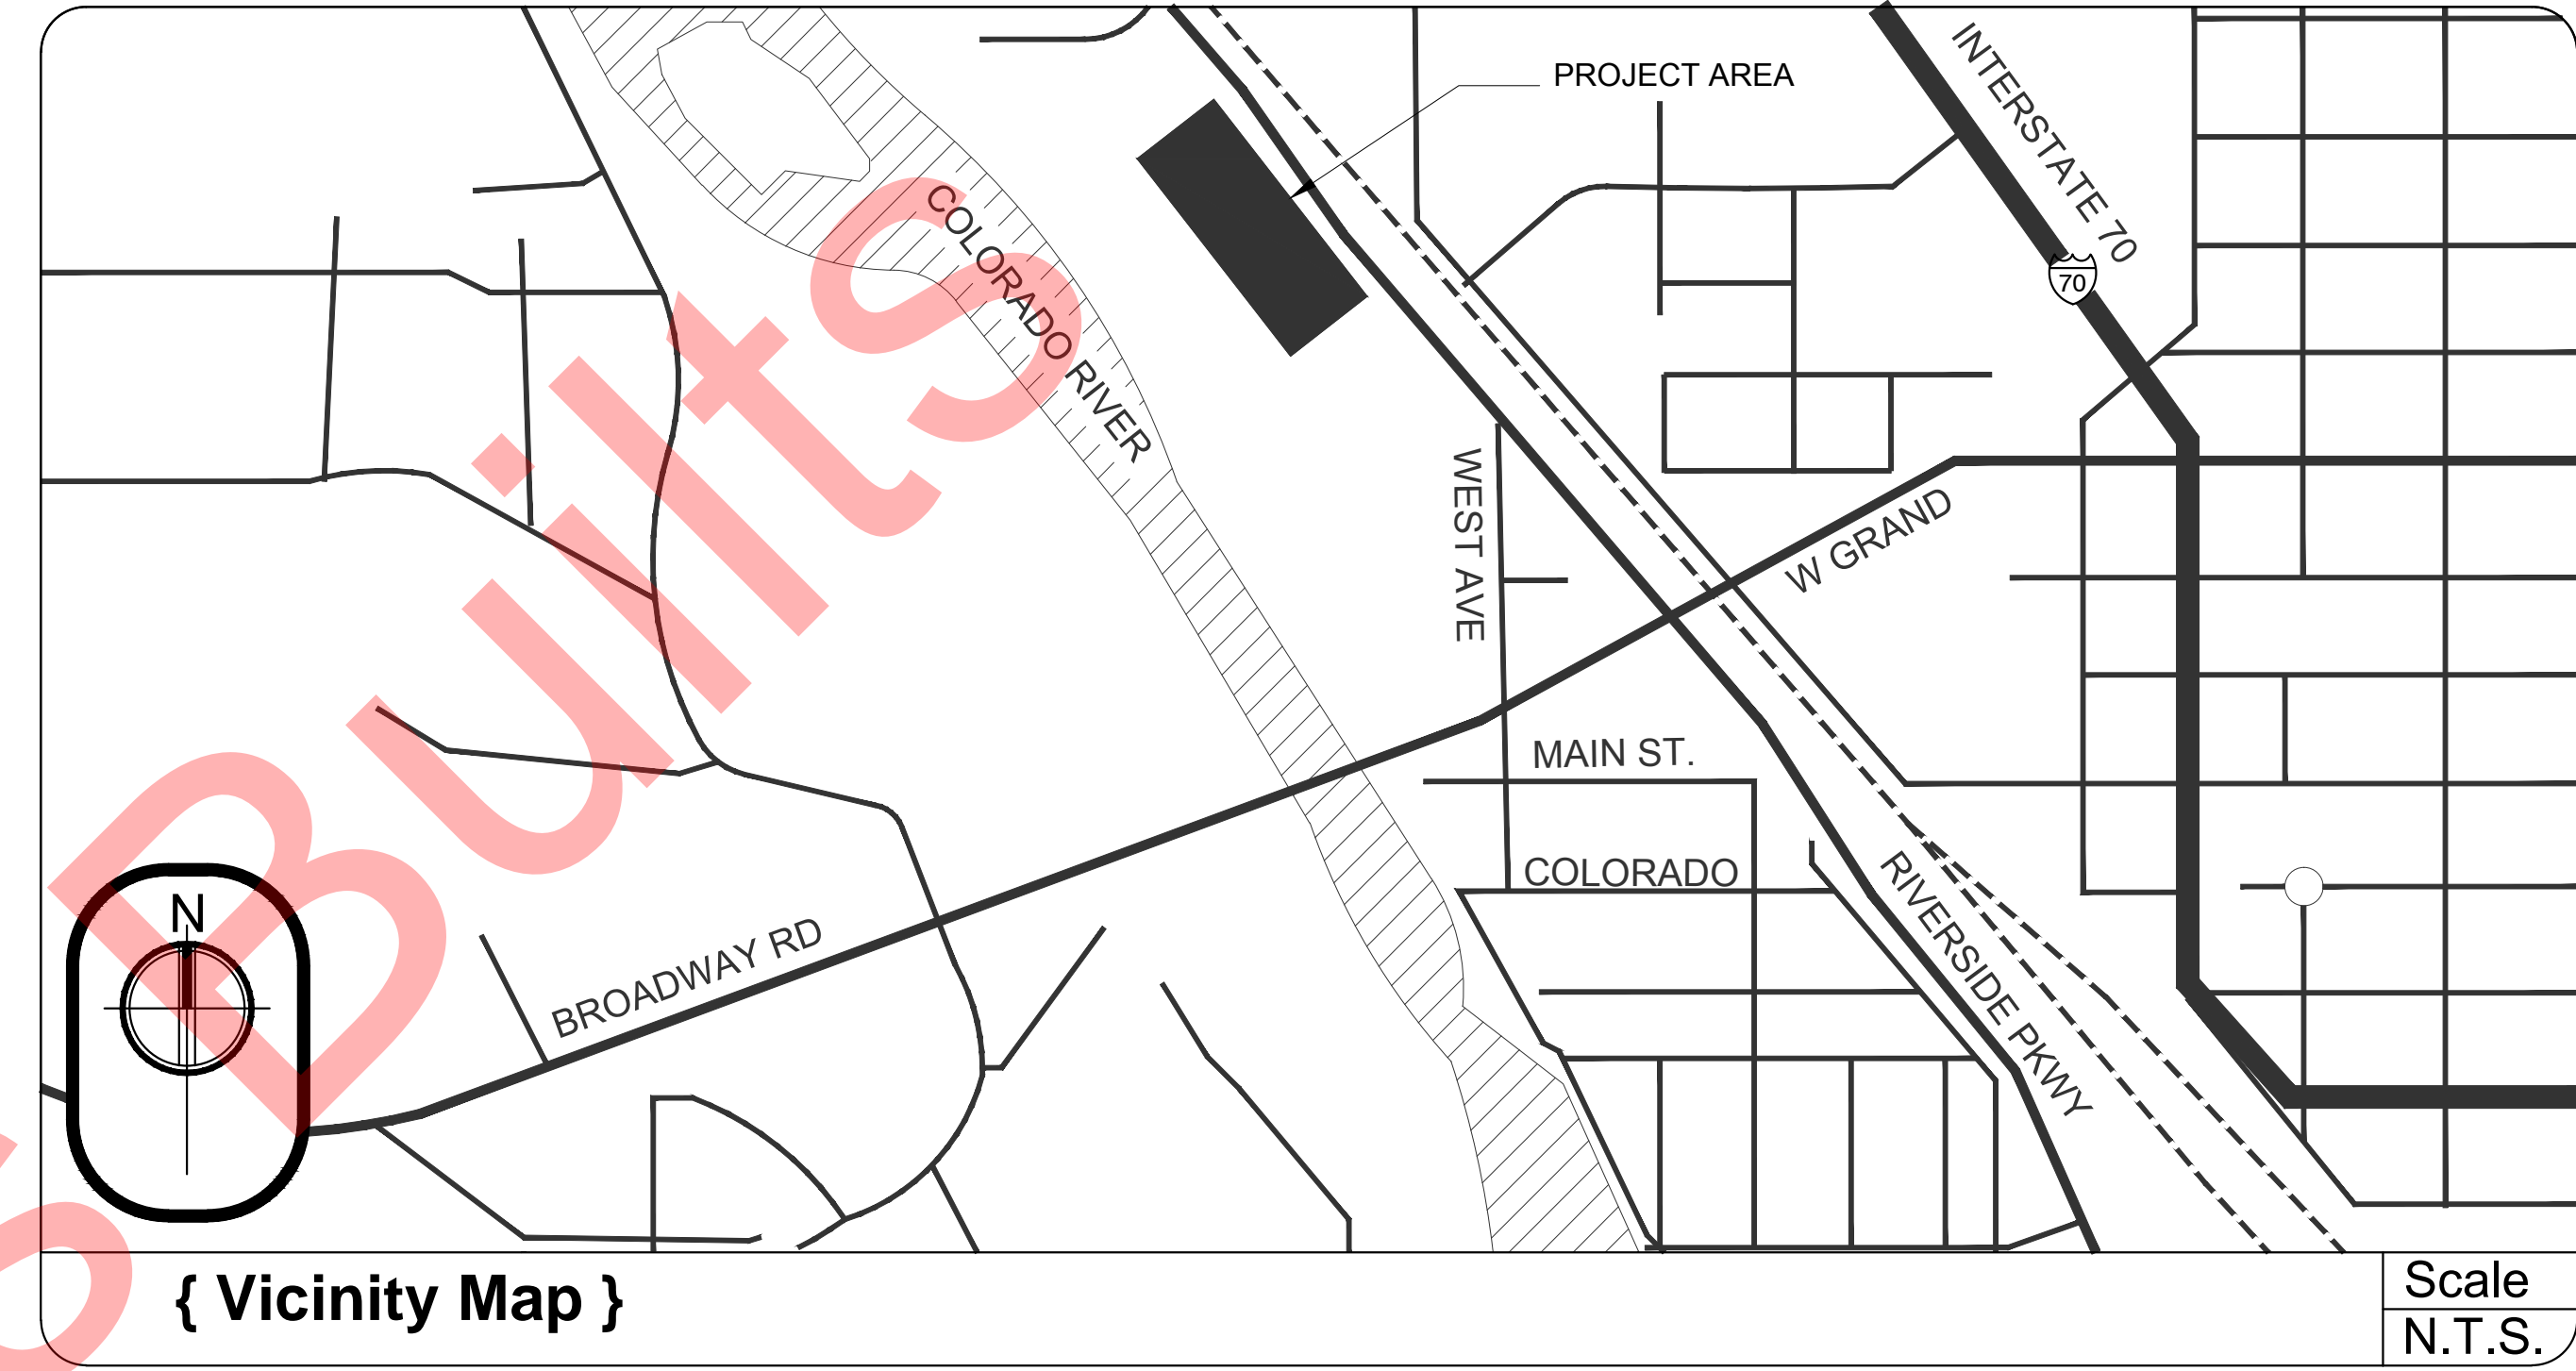 PROJECT AREA
INTERSTATE 70
70
COLORADO RIVER
WEST AVE
W GRAND
MAIN ST.
COLORADO
RIVERSIDE PKWY
BROADWAY RD
N
Builts
{ Vicinity Map }
Scale
N.T.S.